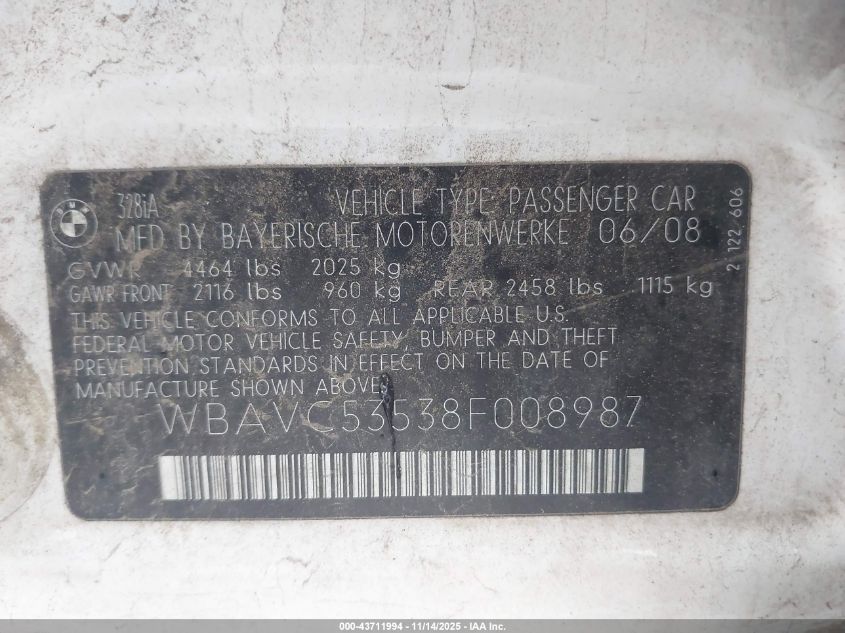 BMW
328iA VEHICLE TYPE PASSENGER CAR
MFD BY BAYERISCHE MOTORENWERKE 06/08
GVWR 4464 lbs 2025 kg
GAWR FRONT 2116 lbs 960 kg REAR 2458 lbs 1115 kg
THIS VEHICLE CONFORMS TO ALL APPLICABLE U.S.
FEDERAL MOTOR VEHICLE SAFETY, BUMPER AND THEFT
PREVENTION STANDARDS IN EFFECT ON THE DATE OF
MANUFACTURE SHOWN ABOVE.
WBAVC53538F008987
2 122 606
000-43711994 - 11/14/2025 - IAA Inc.